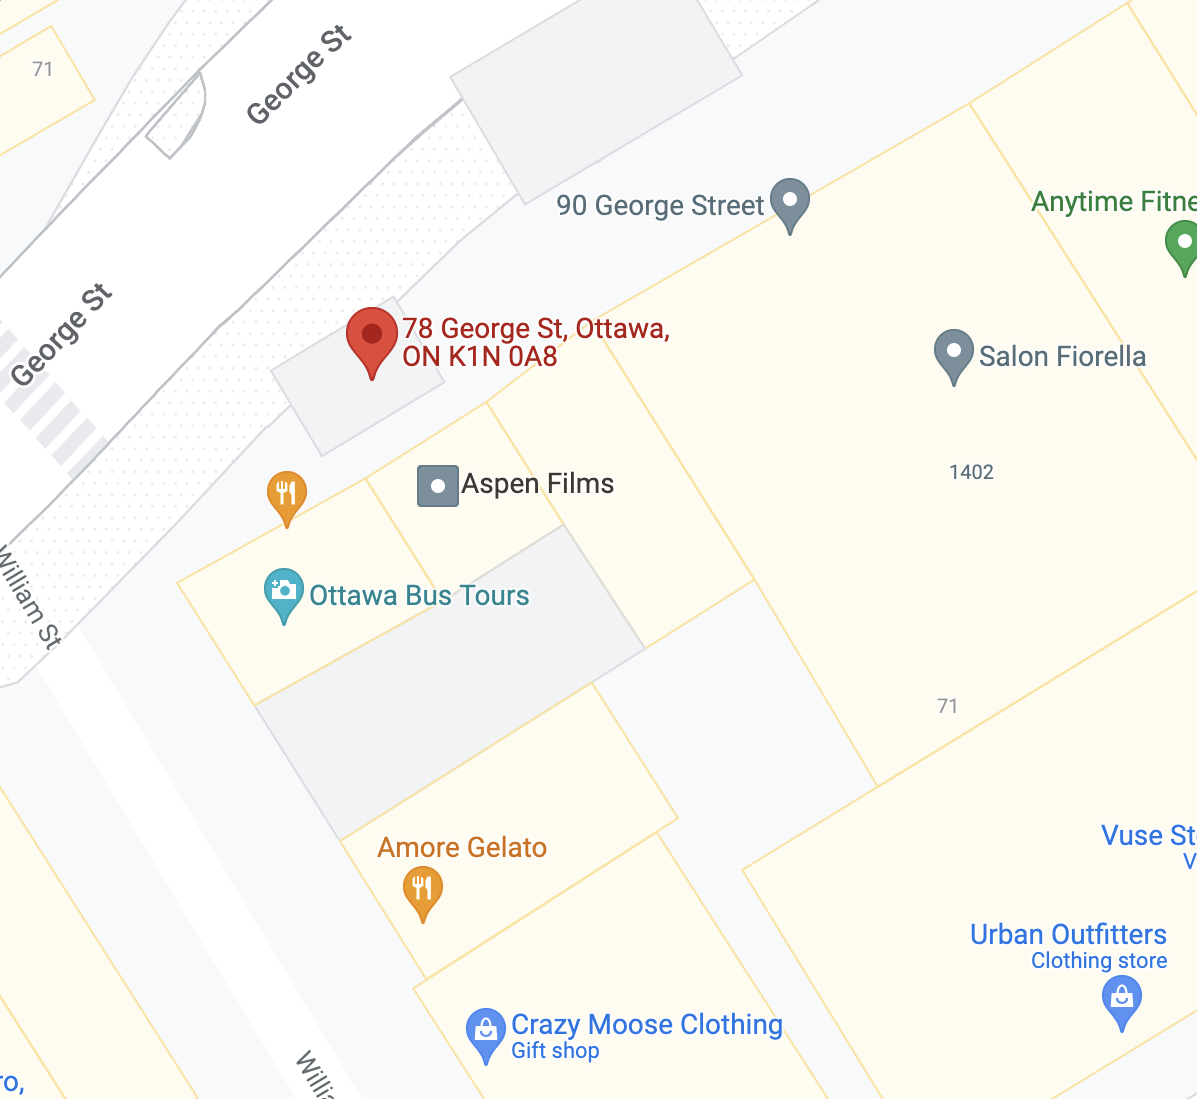 George St
71
90 George Street
Anytime Fitne
George St
78 George St, Ottawa,
ON K1N 0A8
Salon Fiorella
1402
Aspen Films
William St
Ottawa Bus Tours
71
Vuse St
V
Amore Gelato
Urban Outfitters
Clothing store
Crazy Moose Clothing
Gift shop
Willia
ro,